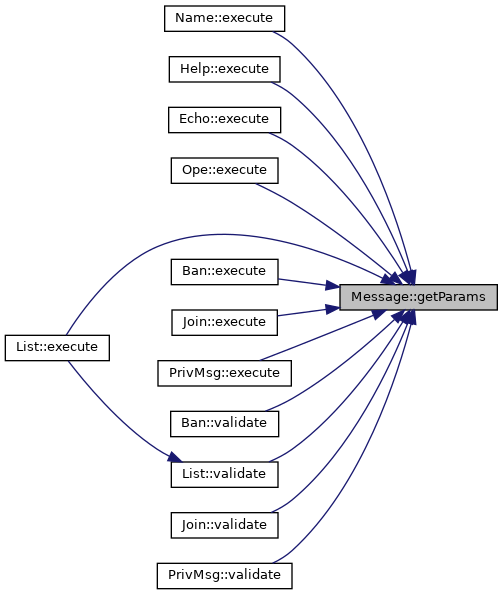 Name::execute
Help::execute
Echo::execute
Ope::execute
Ban::execute
Message::getParams
Join::execute
List::execute
PrivMsg::execute
Ban::validate
List::validate
Join::validate
PrivMsg::validate